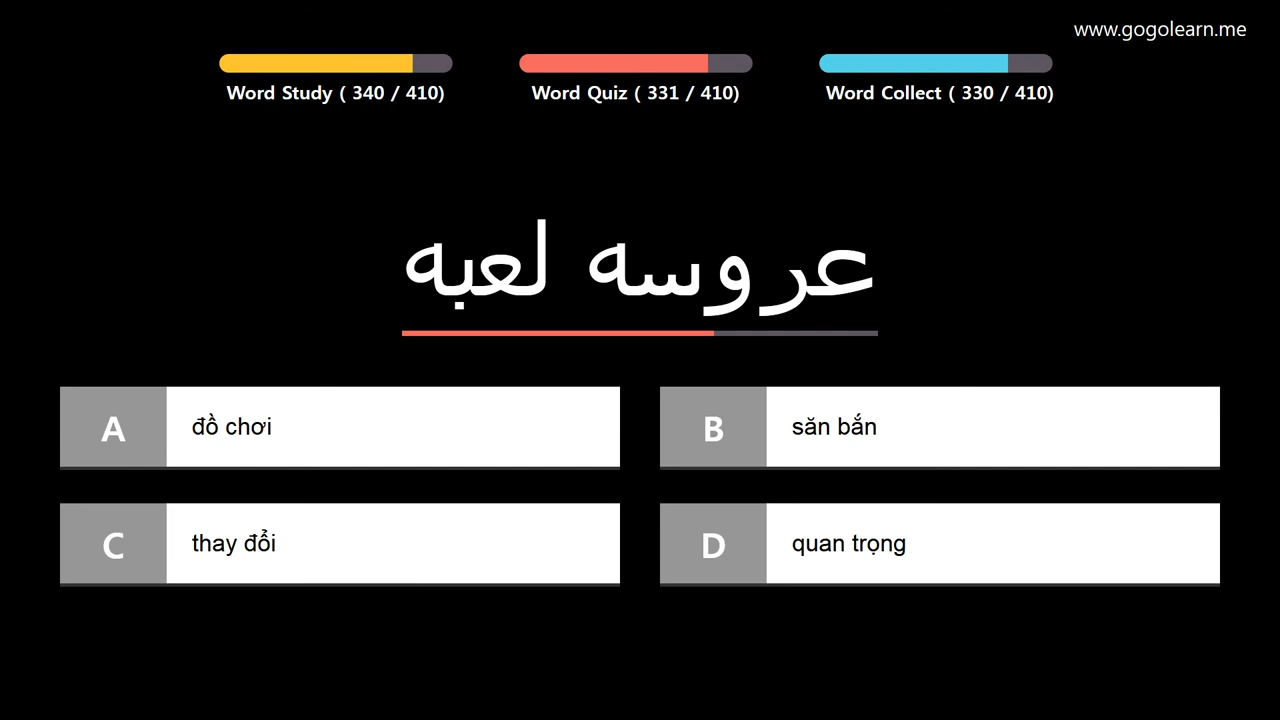 www.gogolearn.me
Word Study ( 340 / 410)
Word Quiz ( 331 / 410)
Word Collect ( 330 / 410)
عروسه لعبه
A đồ chơi
B săn bắn
C thay đổi
D quan trọng